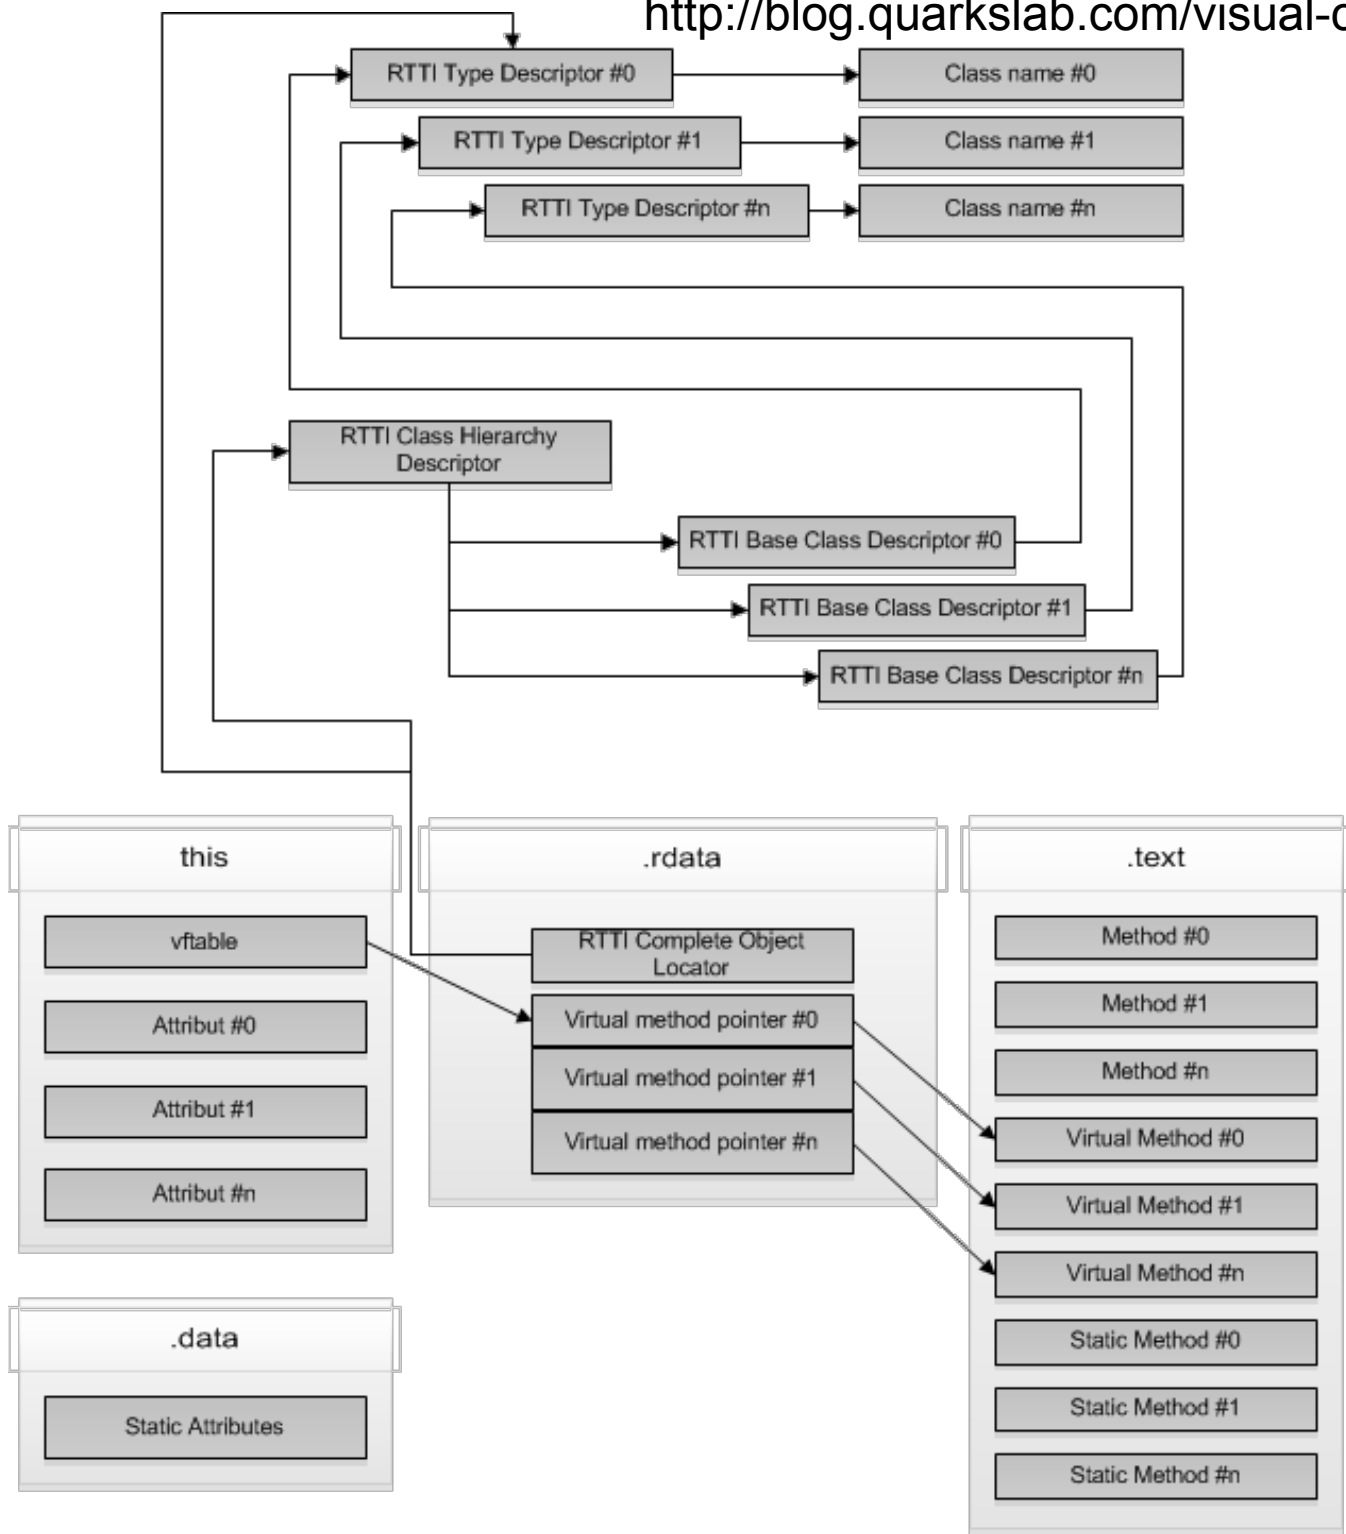 http://blog.quarkslab.com/visual-c
RTTI Type Descriptor #0
Class name #0
RTTI Type Descriptor #1
Class name #1
RTTI Type Descriptor #n
Class name #n
RTTI Class Hierarchy
Descriptor
RTTI Base Class Descriptor #0
RTTI Base Class Descriptor #1
RTTI Base Class Descriptor #n
this
vftable
Attribut #0
Attribut #1
Attribut #n
.data
Static Attributes
.rdata
RTTI Complete Object
Locator
Virtual method pointer #0
Virtual method pointer #1
Virtual method pointer #n
.text
Method #0
Method #1
Method #n
Virtual Method #0
Virtual Method #1
Virtual Method #n
Static Method #0
Static Method #1
Static Method #n